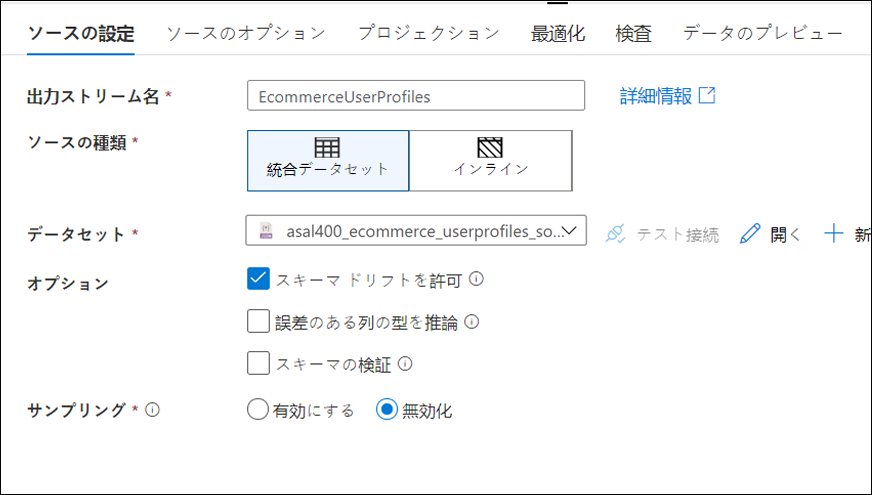 ソースの設定 ソースのオプション プロジェクション 最適化 検査 データのプレビュー
出力ストリーム名 * EcommerceUserProfiles 詳細情報
ソースの種類 * 統合データセット インライン
データセット * asal400_ecommerce_userprofiles_so... テスト接続 開く 新
オプション スキーマ ドリフトを許可
誤差のある列の型を推論
スキーマの検証
サンプリング * 有効にする 無効化